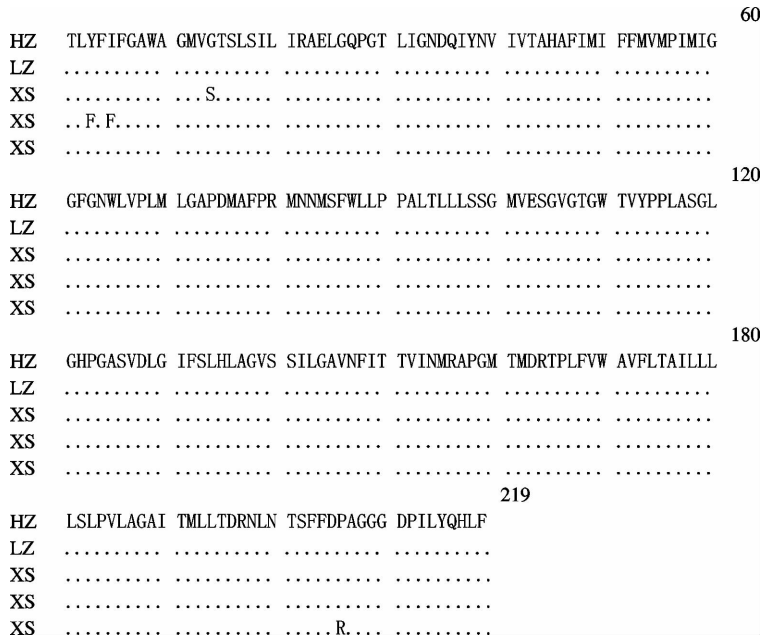 60
HZ TLYFIFGAWA GMVGTSLSIL IRAELGQPGT LIGNDQIYNV IVTAHAFIMI FFMVMPIMIG
LZ .......... .......... .......... .......... .......... ..........
XS .......... ...S...... .......... .......... .......... ..........
XS ..F.F..... .......... .......... .......... .......... ..........
XS .......... .......... .......... .......... .......... ..........
120
HZ GFGNWLVPLM LGAPDMAFPR MNNMSFWLLP PALTLLLSSG MVESGVGTGW TVYPPLASGL
LZ .......... .......... .......... .......... .......... ..........
XS .......... .......... .......... .......... .......... ..........
XS .......... .......... .......... .......... .......... ..........
XS .......... .......... .......... .......... .......... ..........
180
HZ GHPGASVDLG IFSLHLAGVS SILGAVNFIT TVINMRAPGM TMDRTPLFVW AVFLTAILLL
LZ .......... .......... .......... .......... .......... ..........
XS .......... .......... .......... .......... .......... ..........
XS .......... .......... .......... .......... .......... ..........
XS .......... .......... .......... .......... .......... ..........
219
HZ LSLPVLAGAI TMLLTDRNLN TSFFDPAGGG DPILYQHLF
LZ .......... .......... .......... .........
XS .......... .......... .......... .........
XS .......... .......... .......... .........
XS .......... .......... .....R.... .........